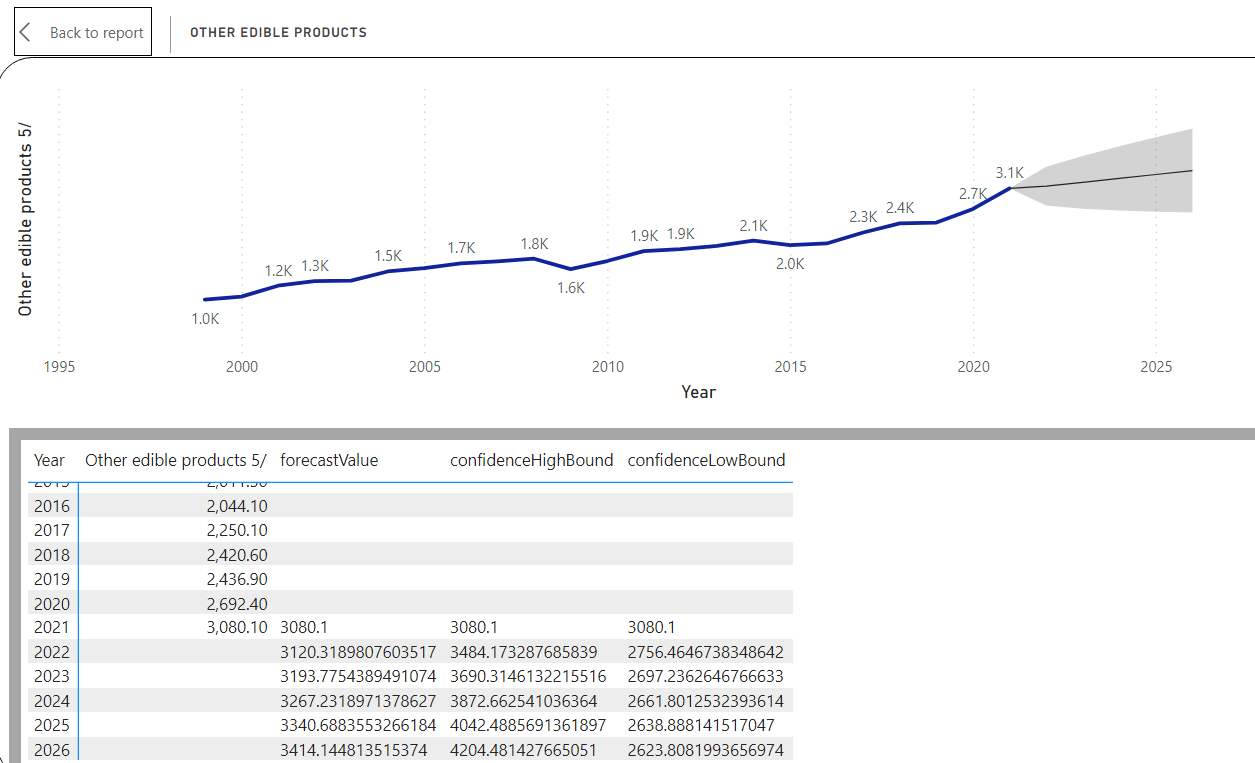 Back to report
OTHER EDIBLE PRODUCTS
Other edible products 5/
3.1K
2.7K
2.4K
2.3K
2.1K
1.9K 1.9K
1.8K
1.7K
1.5K
1.2K 1.3K
2.0K
1.6K
1.0K
1995 2000 2005 2010 2015 2020 2025
Year
Year Other edible products 5/ forecastValue confidenceHighBound confidenceLowBound
2016 2,044.10
2017 2,250.10
2018 2,420.60
2019 2,436.90
2020 2,692.40
2021 3,080.10 3080.1 3080.1 3080.1
2022 3120.3189807603517 3484.173287685839 2756.4646738348642
2023 3193.7754389491074 3690.3146132215516 2697.2362646766633
2024 3267.2318971378627 3872.662541036364 2661.8012532393614
2025 3340.6883553266184 4042.4885691361897 2638.888141517047
2026 3414.144813515374 4204.481427665051 2623.8081993656974